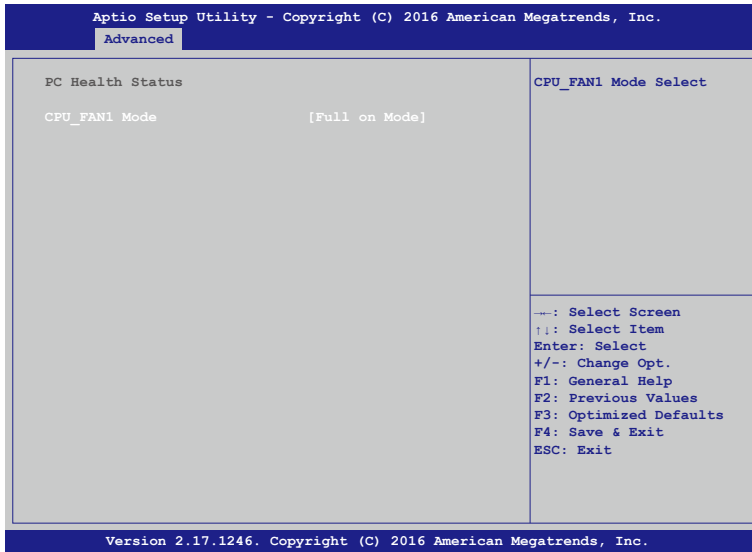 Aptio Setup Utility - Copyright (C) 2016 American Megatrends, Inc.
Advanced
PC Health Status
CPU_FAN1 Mode [Full on Mode]
CPU_FAN1 Mode Select
→←: Select Screen
↑↓: Select Item
Enter: Select
+/-: Change Opt.
F1: General Help
F2: Previous Values
F3: Optimized Defaults
F4: Save & Exit
ESC: Exit
Version 2.17.1246. Copyright (C) 2016 American Megatrends, Inc.